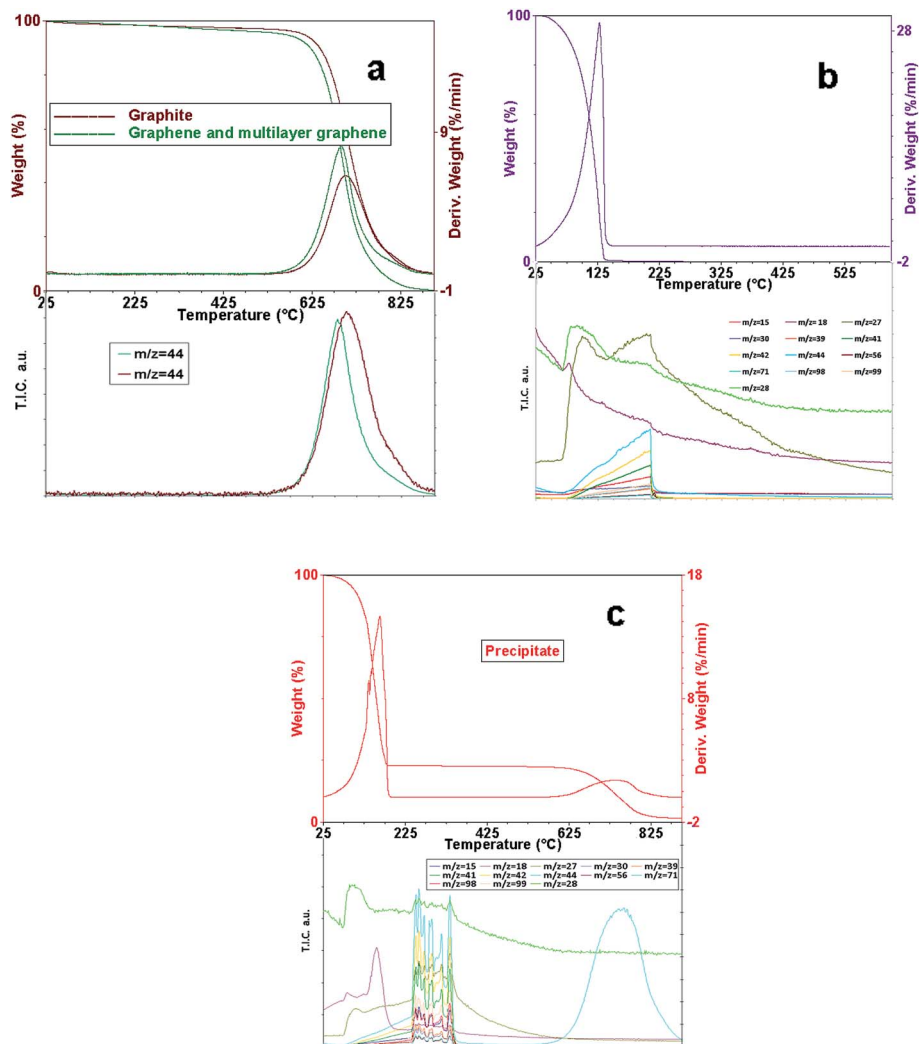 100
a
Graphite
Graphene and multilayer graphene
Weight (%)
9
Deriv. Weight (%/min)
0
-1
25 225 425 625 825
Temperature (°C)
m/z=44
m/z=44
T.I.C. a.u.
100
28
b
Weight (%)
Deriv. Weight (%/min)
0
-2
25 125 225 325 425 525
Temperature (°C)
m/z=15 m/z= 18 m/z=27
m/z=30 m/z=39 m/z=41
m/z=42 m/z=44 m/z=56
m/z=71 m/z=98 m/z=99
m/z=28
T.I.C. a.u.
100
18
c
Precipitate
Weight (%)
8
Deriv. Weight (%/min)
0
-2
25 225 425 625 825
Temperature (°C)
m/z=15 m/z=18 m/z=27 m/z=30 m/z=39
m/z=41 m/z=42 m/z=44 m/z=56 m/z=71
m/z=98 m/z=99 m/z=28
T.I.C. a.u.